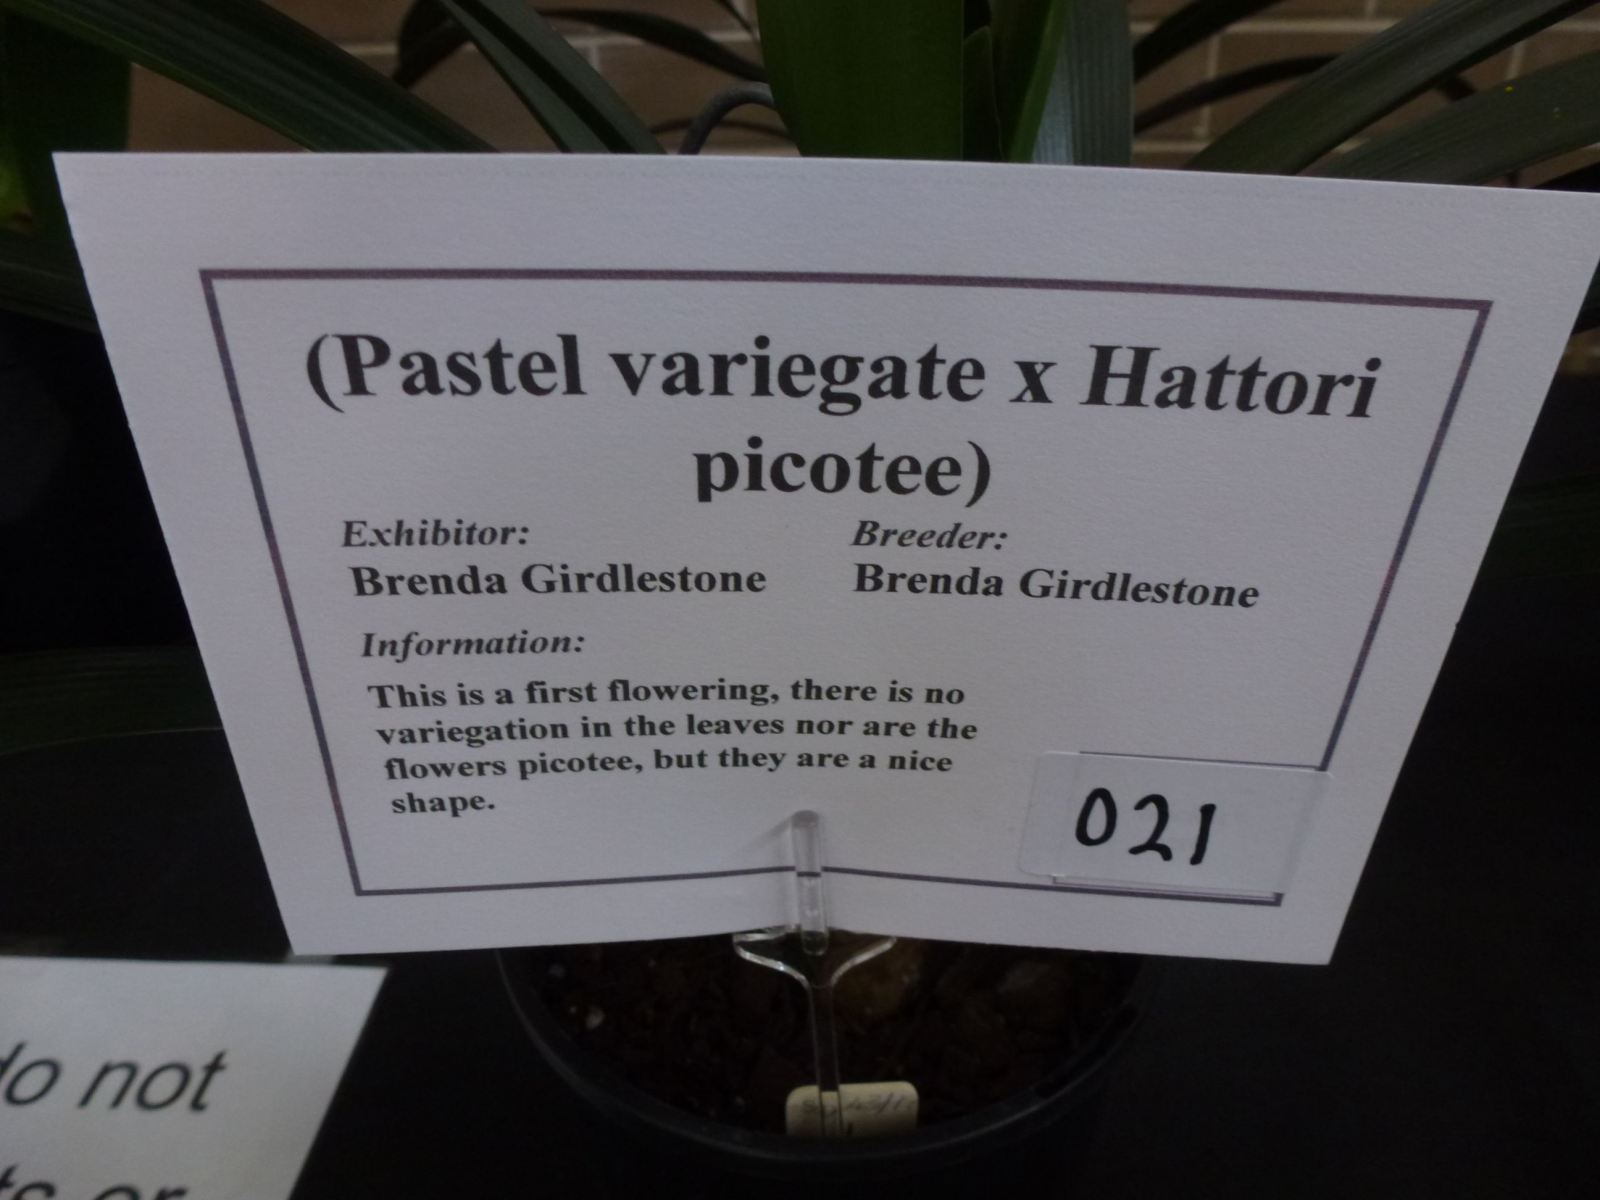 (Pastel variegate x Hattori
picotee)
Exhibitor:
Brenda Girdlestone
Breeder:
Brenda Girdlestone
Information:
This is a first flowering, there is no
variegation in the leaves nor are the
flowers picotee, but they are a nice
shape.
021
do not
or